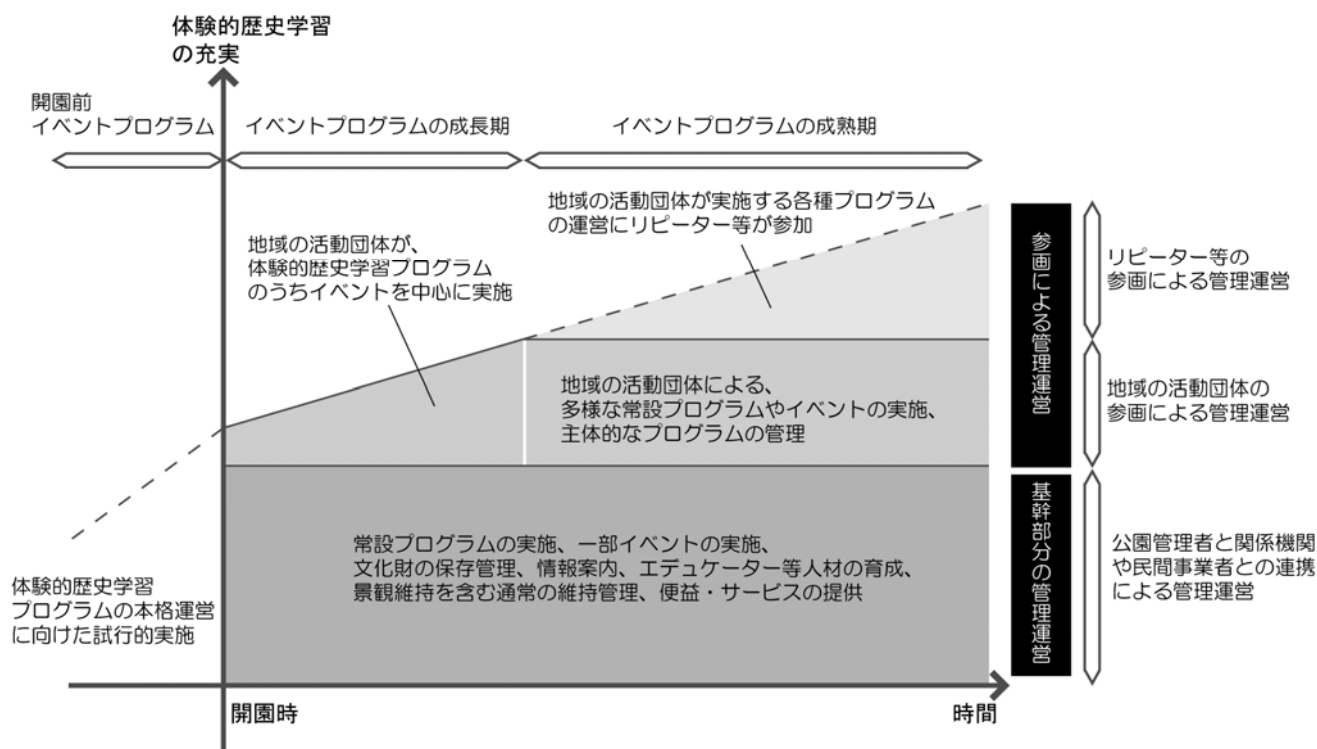 体験的歴史学習
の充実
開園前
イベントプログラム
イベントプログラムの成長期
イベントプログラムの成熟期
地域の活動団体が実施する各種プログラム
の運営にリピーター等が参加
地域の活動団体が、
体験的歴史学習プログラム
のうちイベントを中心に実施
地域の活動団体による、
多様な常設プログラムやイベントの実施、
主体的なプログラムの管理
常設プログラムの実施、一部イベントの実施、
文化財の保存管理、情報案内、エデュケーター等人材の育成、
景観維持を含む通常の維持管理、便益・サービスの提供
体験的歴史学習
プログラムの本格運営
に向けた試行的実施
開園時
時間
参画による管理運営
基幹部分の管理運営
リピーター等の
参画による管理運営
地域の活動団体の
参画による管理運営
公園管理者と関係機関
や民間事業者との連携
による管理運営